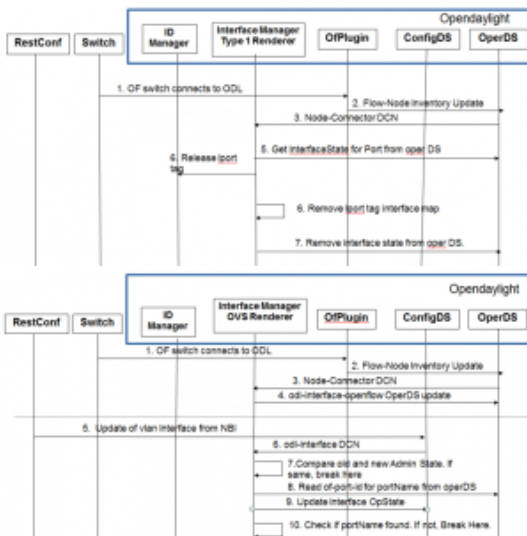 Opendaylight
RestConf
Switch
ID
Manager
Interface Manager
Type 1 Renderer
OfPlugin
ConfigDS
OperDS
1. OF switch connects to ODL
2. Flow-Node Inventory Update
3. Node-Connector DCN
5. Get InterfaceState for Port from oper DS
6. Release lport
tag
6. Remove lport tag interface map
7. Remove interface state from oper DS.
Opendaylight
RestConf
Switch
ID
Manager
Interface Manager
OVS Renderer
OfPlugin
ConfigDS
OperDS
1. OF switch connects to ODL
2. Flow-Node Inventory Update
3. Node-Connector DCN
4. odl-interface-openflow OperDS update
5. Update of vlan interface from NBI
6. odl-interface DCN
7.Compare old and new Admin State. If
same, break here
8. Read of-port-id for portName from operDS
9. Update Interface OpState
10. Check if portName found. If not, Break Here.